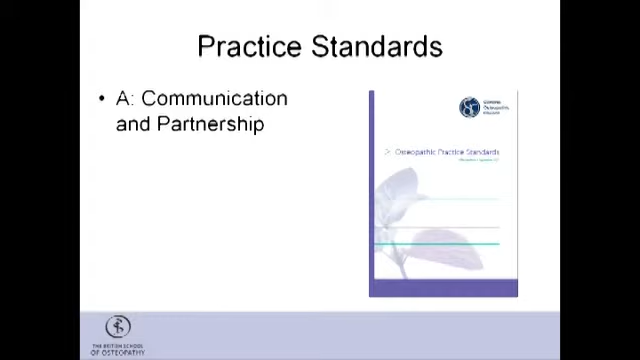 Practice Standards
• A: Communication
and Partnership
Osteopathic Practice Standards
THE BRITISH SCHOOL
OF OSTEOPATHY